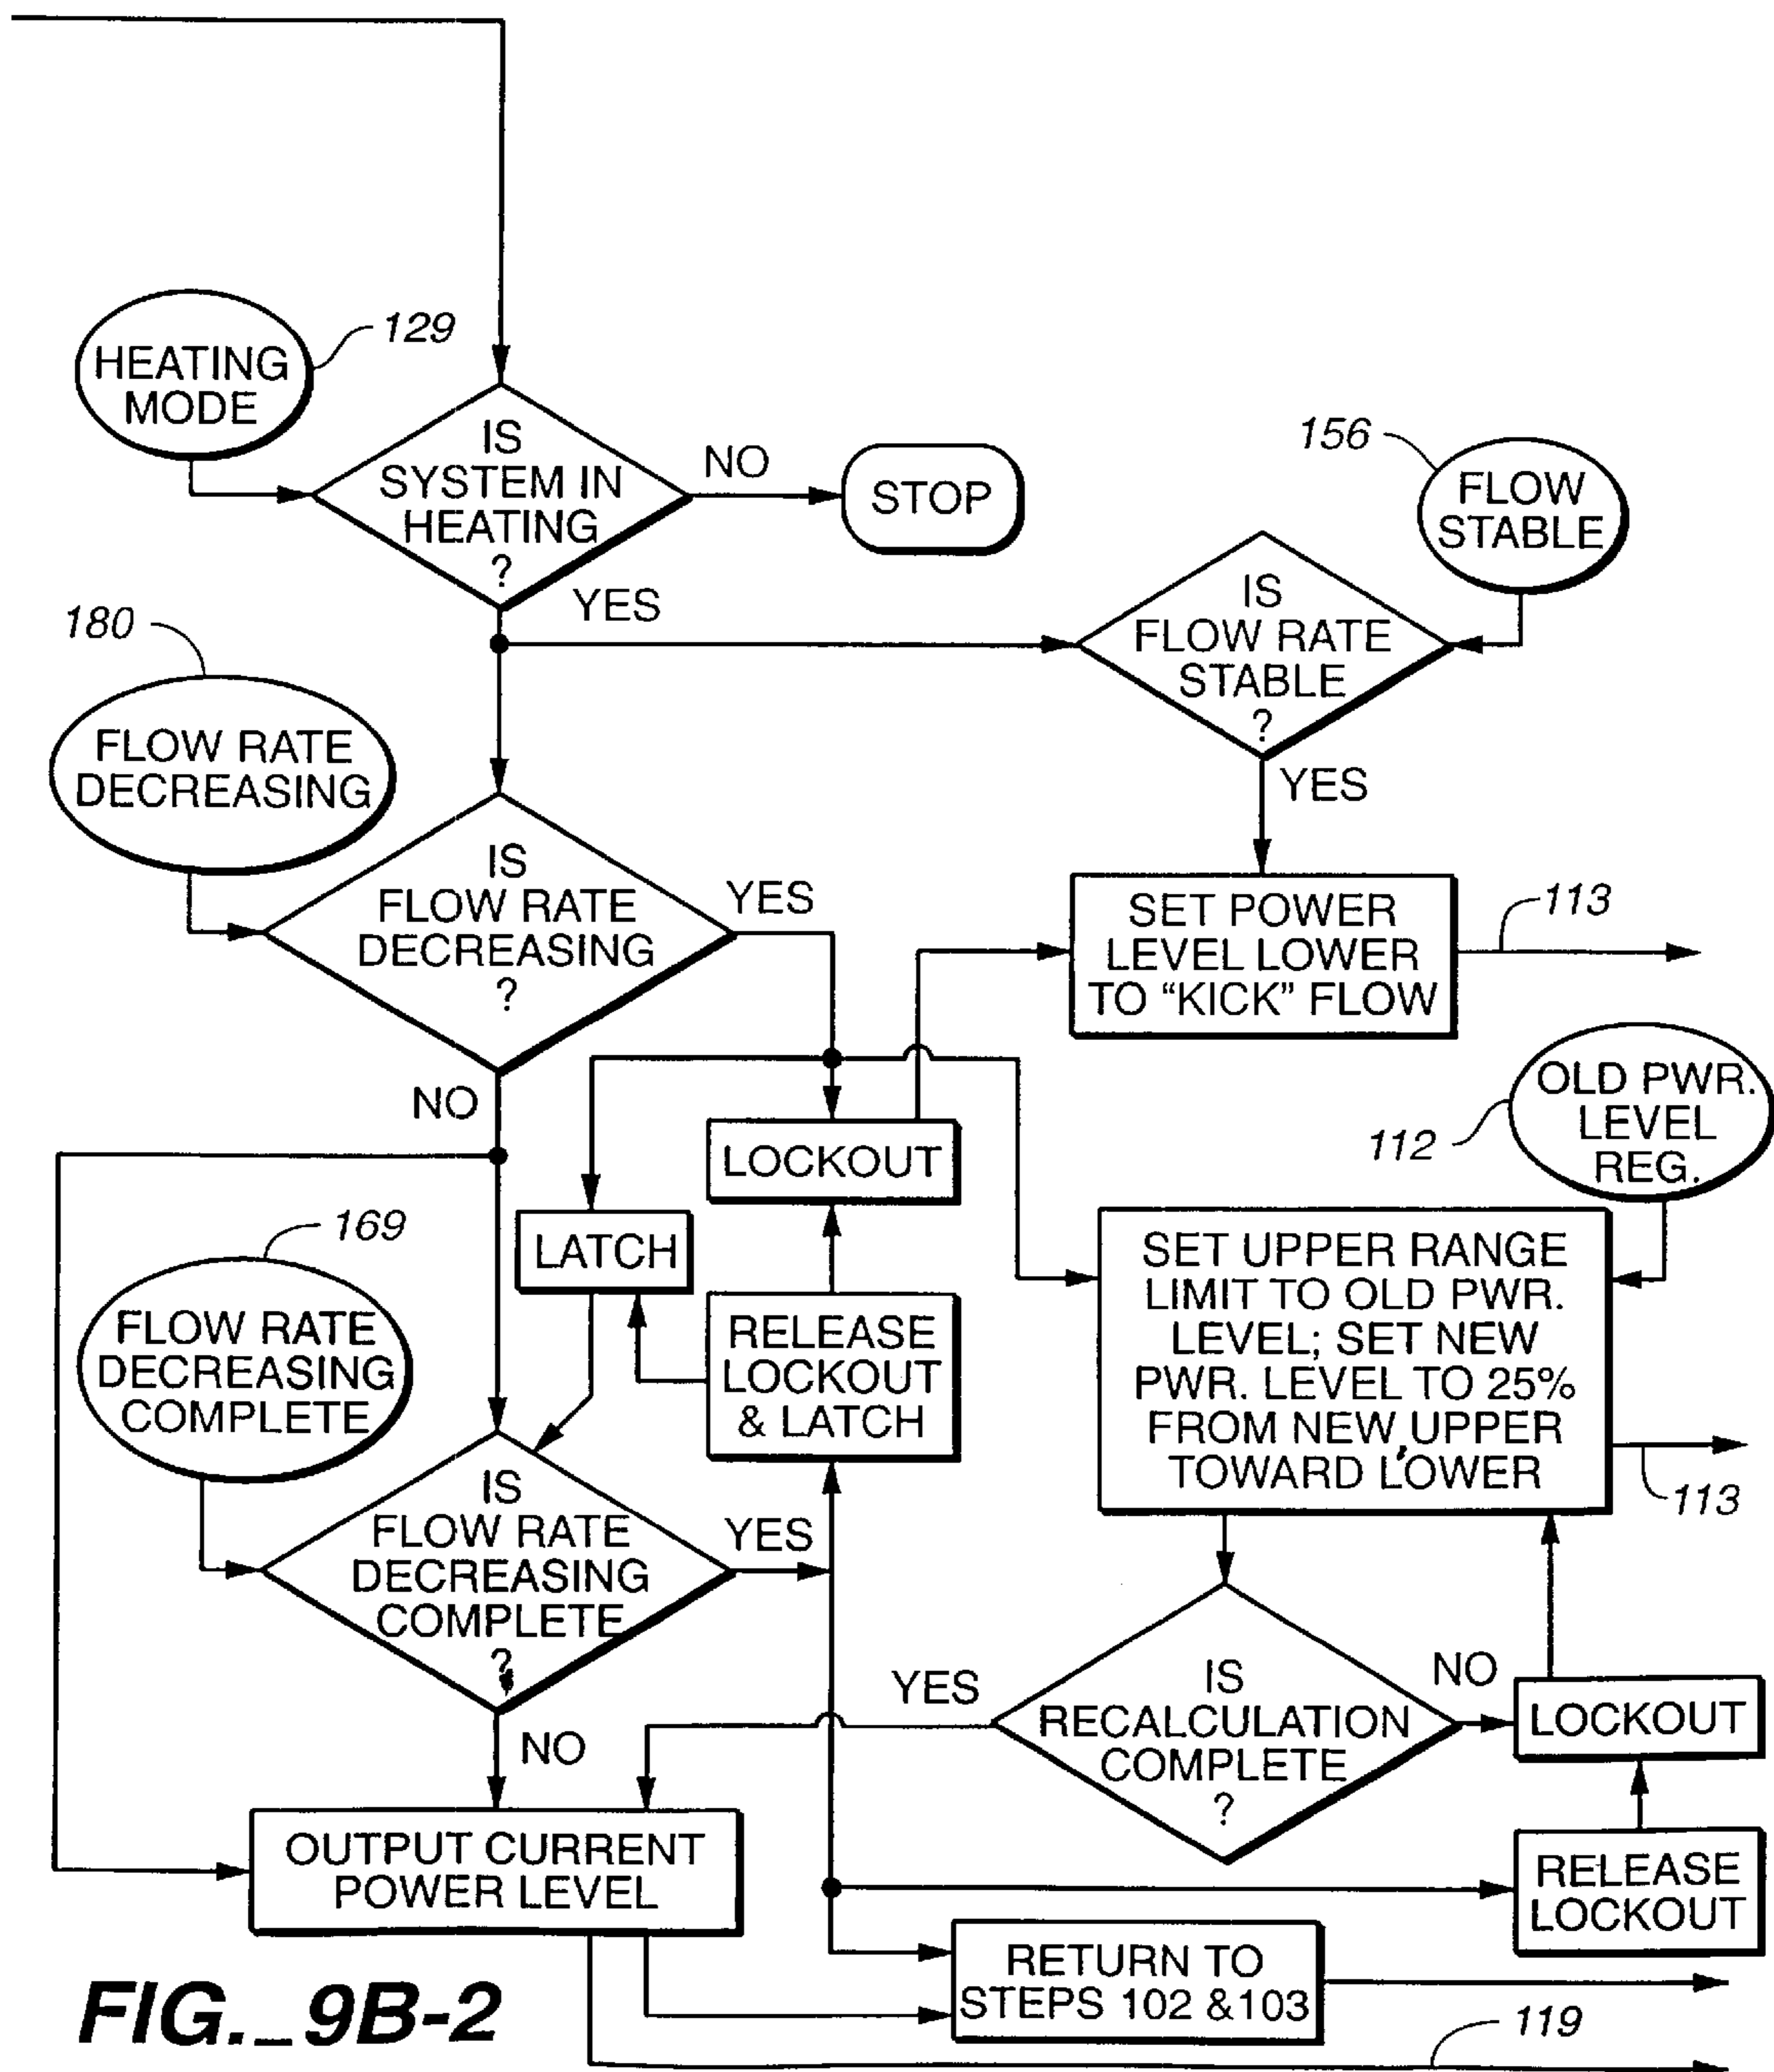 HEATING
MODE
129
IS
SYSTEM IN
HEATING
?
NO
STOP
YES
156
FLOW
STABLE
IS
FLOW RATE
STABLE
?
YES
180
FLOW RATE
DECREASING
IS
FLOW RATE
DECREASING
?
YES
NO
SET POWER
LEVEL LOWER
TO “KICK” FLOW
113
OLD PWR.
LEVEL
REG.
112
LOCKOUT
LATCH
RELEASE
LOCKOUT
& LATCH
169
FLOW RATE
DECREASING
COMPLETE
SET UPPER RANGE
LIMIT TO OLD PWR.
LEVEL; SET NEW
PWR. LEVEL TO 25%
FROM NEW UPPER
TOWARD LOWER
113
IS
FLOW RATE
DECREASING
COMPLETE
?
YES
NO
IS
RECALCULATION
COMPLETE
?
YES
NO
LOCKOUT
RELEASE
LOCKOUT
OUTPUT CURRENT
POWER LEVEL
RETURN TO
STEPS 102 &103
119
FIG._9B-2